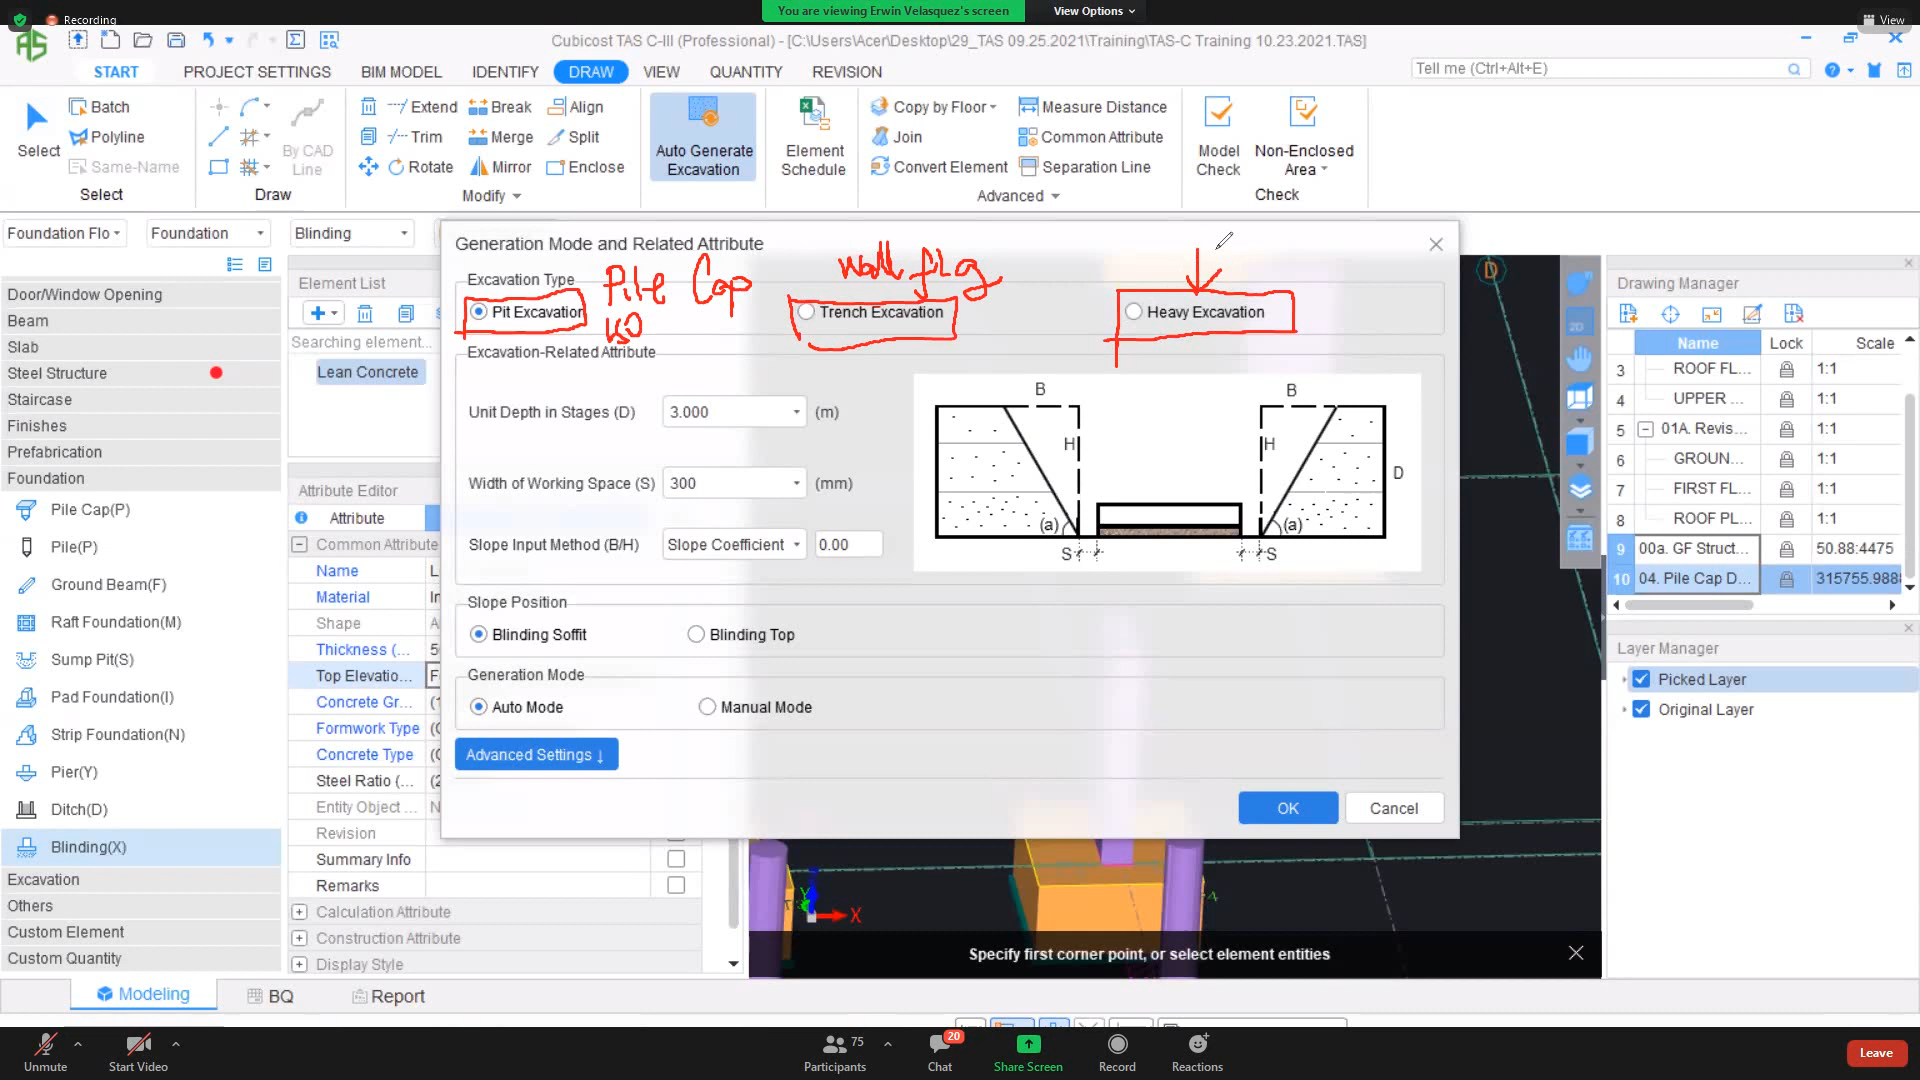 Recording
You are viewing Erwin Velasquez's screen
View Options
View
Cubicost TAS C-III (Professional) - [C:\Users\Acer\Desktop\29_TAS 09.25.2021\Training\TAS-C Training 10.23.2021.TAS]
START
PROJECT SETTINGS
BIM MODEL
IDENTIFY
DRAW
VIEW
QUANTITY
REVISION
Tell me (Ctrl+Alt+E)
Select
Batch
Polyline
Same-Name
Select
By CAD
Line
Draw
Extend
Break
Align
Trim
Merge
Split
Rotate
Mirror
Enclose
Modify
Auto Generate
Excavation
Element
Schedule
Copy by Floor
Measure Distance
Join
Common Attribute
Convert Element
Separation Line
Advanced
Model
Check
Non-Enclosed
Area
Check
Foundation Flo
Foundation
Blinding
Door/Window Opening
Beam
Slab
Steel Structure
Staircase
Finishes
Prefabrication
Foundation
Pile Cap(P)
Pile(P)
Ground Beam(F)
Raft Foundation(M)
Sump Pit(S)
Pad Foundation(I)
Strip Foundation(N)
Pier(Y)
Ditch(D)
Blinding(X)
Excavation
Others
Custom Element
Custom Quantity
Element List
Searching element...
Lean Concrete
Attribute Editor
Attribute
Common Attribute
Name
L
Material
In
Shape
A
Thickness (...
5
Top Elevatio...
F
Concrete Gr...
(1
Formwork Type
(C
Concrete Type
(C
Steel Ratio (...
(2
Entity Object ...
N
Revision
Summary Info
Remarks
Calculation Attribute
Construction Attribute
Display Style
Generation Mode and Related Attribute
Excavation Type
Pile Cap
Wall ftg
Pit Excavation
Trench Excavation
Heavy Excavation
Excavation-Related Attribute
Unit Depth in Stages (D)
3.000
(m)
Width of Working Space (S)
300
(mm)
Slope Input Method (B/H)
Slope Coefficient
0.00
B
B
H
H
D
(a)
(a)
S
S
Slope Position
Blinding Soffit
Blinding Top
Generation Mode
Auto Mode
Manual Mode
Advanced Settings ↓
OK
Cancel
D
2D
Z
Y
X
A
Specify first corner point, or select element entities
Drawing Manager
Name
Lock
Scale
3
ROOF FL...
1:1
4
UPPER ...
1:1
5
01A. Revis...
1:1
6
GROUN...
1:1
7
FIRST FL...
1:1
8
ROOF PL...
1:1
9
00a. GF Struct...
50.88:4475
10
04. Pile Cap D...
315755.988
Layer Manager
Picked Layer
Original Layer
Modeling
BQ
Report
Unmute
Start Video
75
Participants
20
Chat
Share Screen
Record
Reactions
Leave